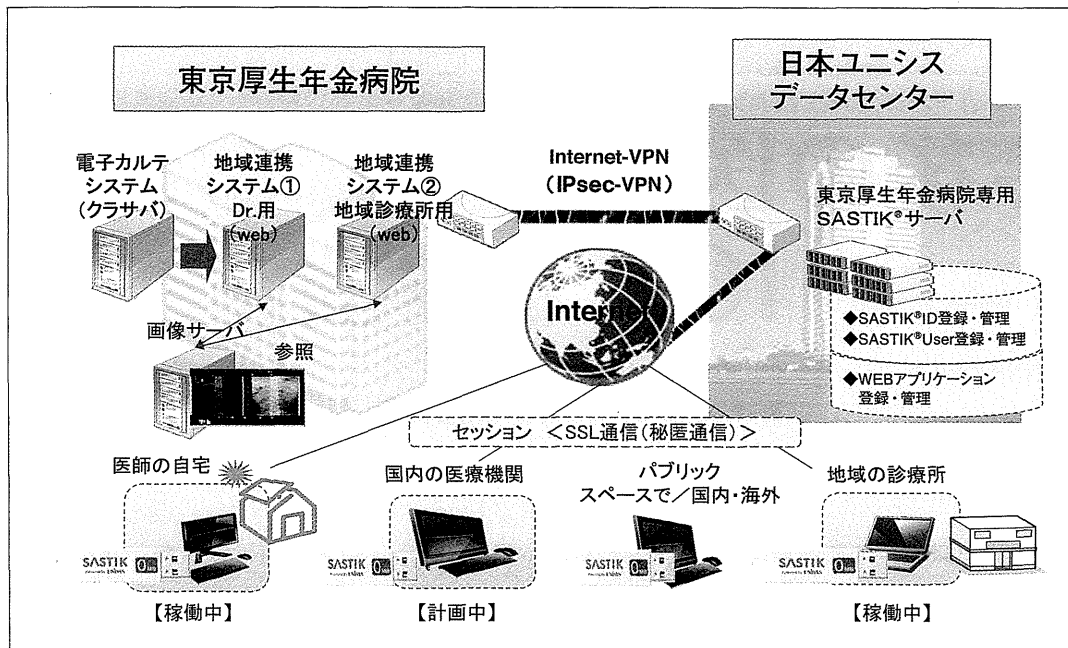 東京厚生年金病院
日本ユニシス
データセンター
電子カルテ
システム
(クラサバ)
地域連携
システム①
Dr.用
(web)
地域連携
システム②
地域診療所用
(web)
Internet-VPN
(IPsec-VPN)
東京厚生年金病院専用
SASTIK®サーバ
Internet
◆SASTIK®ID登録・管理
◆SASTIK®User登録・管理
◆WEBアプリケーション
登録・管理
画像サーバ
参照
セッション <SSL通信(秘匿通信)>
医師の自宅
国内の医療機関
パブリック
スペースで/国内・海外
地域の診療所
SASTIK
SASTIK
SASTIK
SASTIK
【稼働中】
【計画中】
【稼働中】